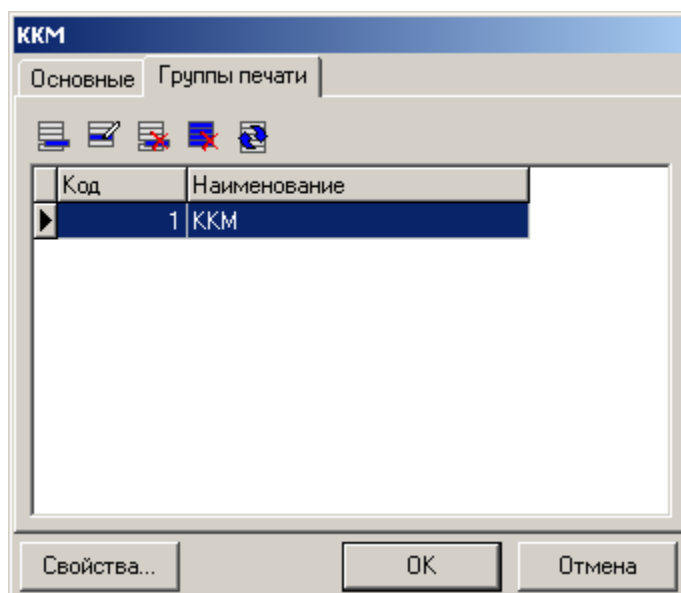 ККМ
Основные Группы печати
Код Наименование
1 ККМ
Свойства... OK Отмена